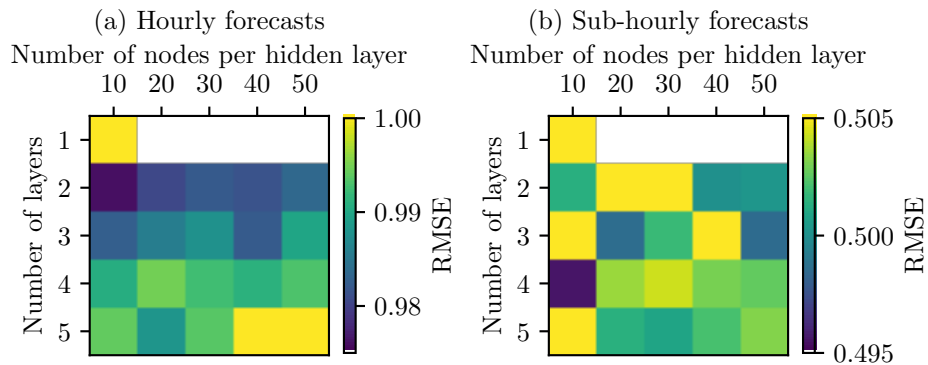 (a) Hourly forecasts
Number of nodes per hidden layer
10 20 30 40 50
Number of layers
1
2
3
4
5
1.00
0.99
0.98
RMSE
(b) Sub-hourly forecasts
Number of nodes per hidden layer
10 20 30 40 50
Number of layers
1
2
3
4
5
0.505
0.500
0.495
RMSE